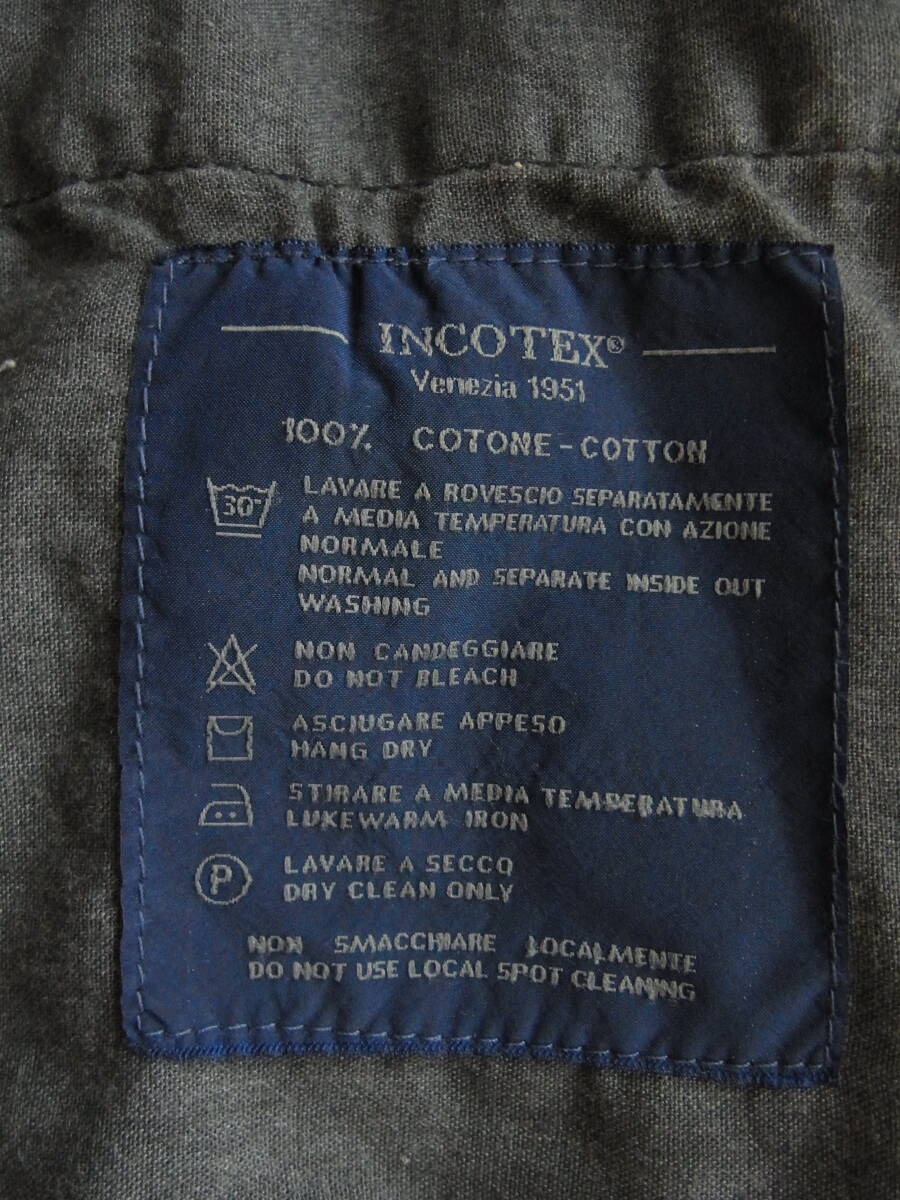 INCOTEX®
Venezia 1951
100% COTONE - COTTON
30°
LAVARE A ROVESCIO SEPARATAMENTE
A MEDIA TEMPERATURA CON AZIONE
NORMALE
NORMAL AND SEPARATE INSIDE OUT
WASHING
NON CANDEGGIARE
DO NOT BLEACH
ASCIUGARE APPESO
HANG DRY
STIRARE A MEDIA TEMPERATURA
LUKEWARM IRON
P
LAVARE A SECCO
DRY CLEAN ONLY
NON SMACCHIARE LOCALMENTE
DO NOT USE LOCAL SPOT CLEANING